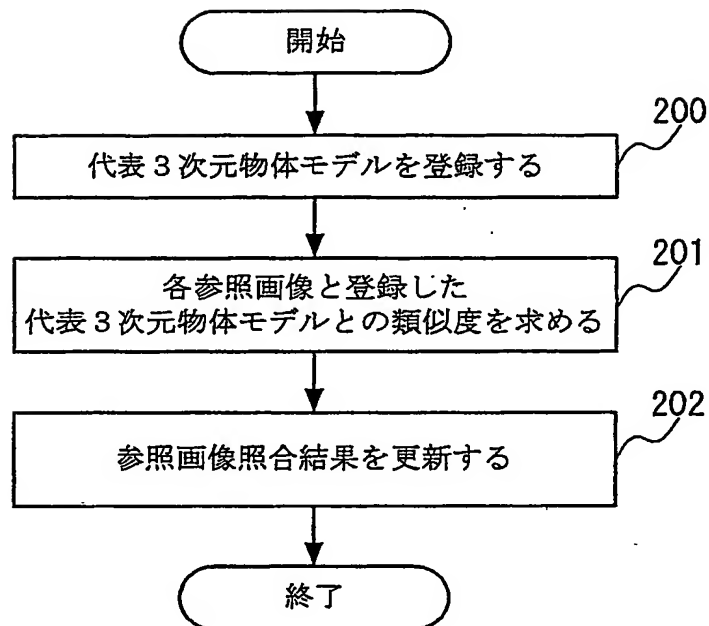 開始
200
代表3次元物体モデルを登録する
201
各参照画像と登録した
代表3次元物体モデルとの類似度を求める
202
参照画像照合結果を更新する
終了